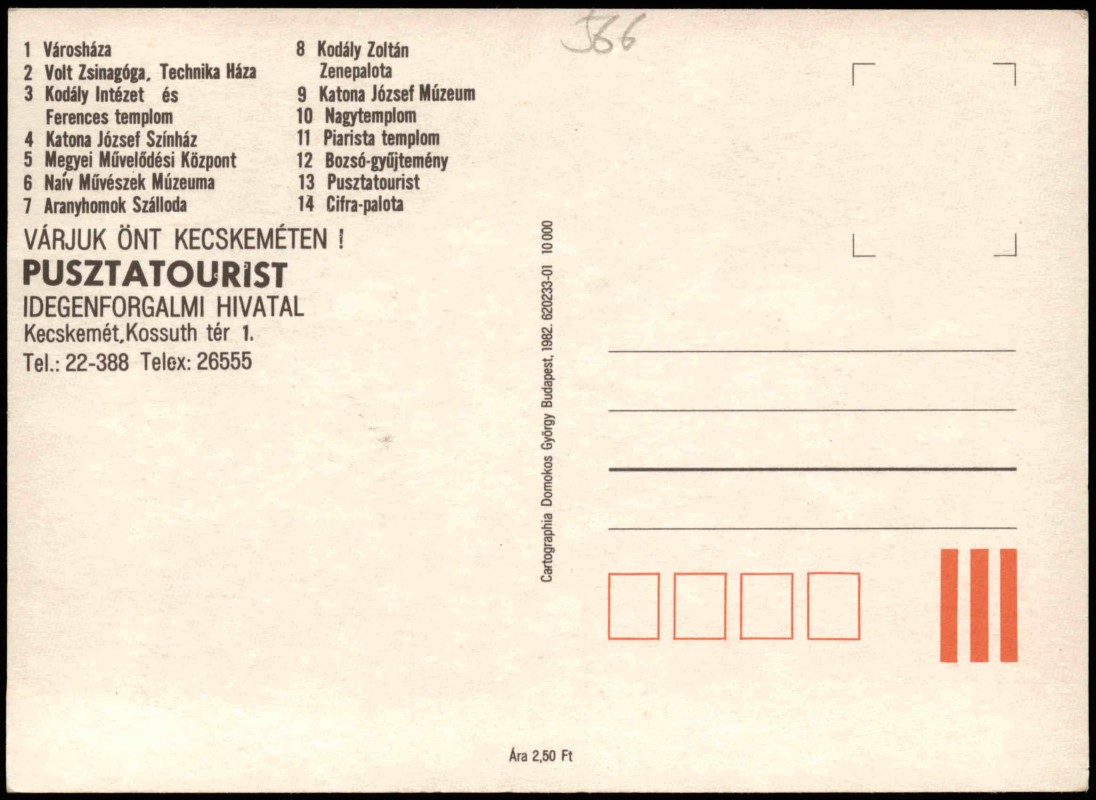 566
1 Városháza
2 Volt Zsinagóga, Technika Háza
3 Kodály Intézet és
Ferences templom
4 Katona József Színház
5 Megyei Művelődési Központ
6 Naív Művészek Múzeuma
7 Aranyhomok Szálloda
8 Kodály Zoltán
Zenepalota
9 Katona József Múzeum
10 Nagytemplom
11 Piarista templom
12 Bozsó-gyűjtemény
13 Pusztatourist
14 Cifra-palota
VÁRJUK ÖNT KECSKEMÉTEN !
PUSZTATOURIST
IDEGENFORGALMI HIVATAL
Kecskemét,Kossuth tér 1.
Tel.: 22-388 Telex: 26555
Cartographia Domokos György Budapest, 1982. 620233-01 10 000
Ára 2,50 Ft